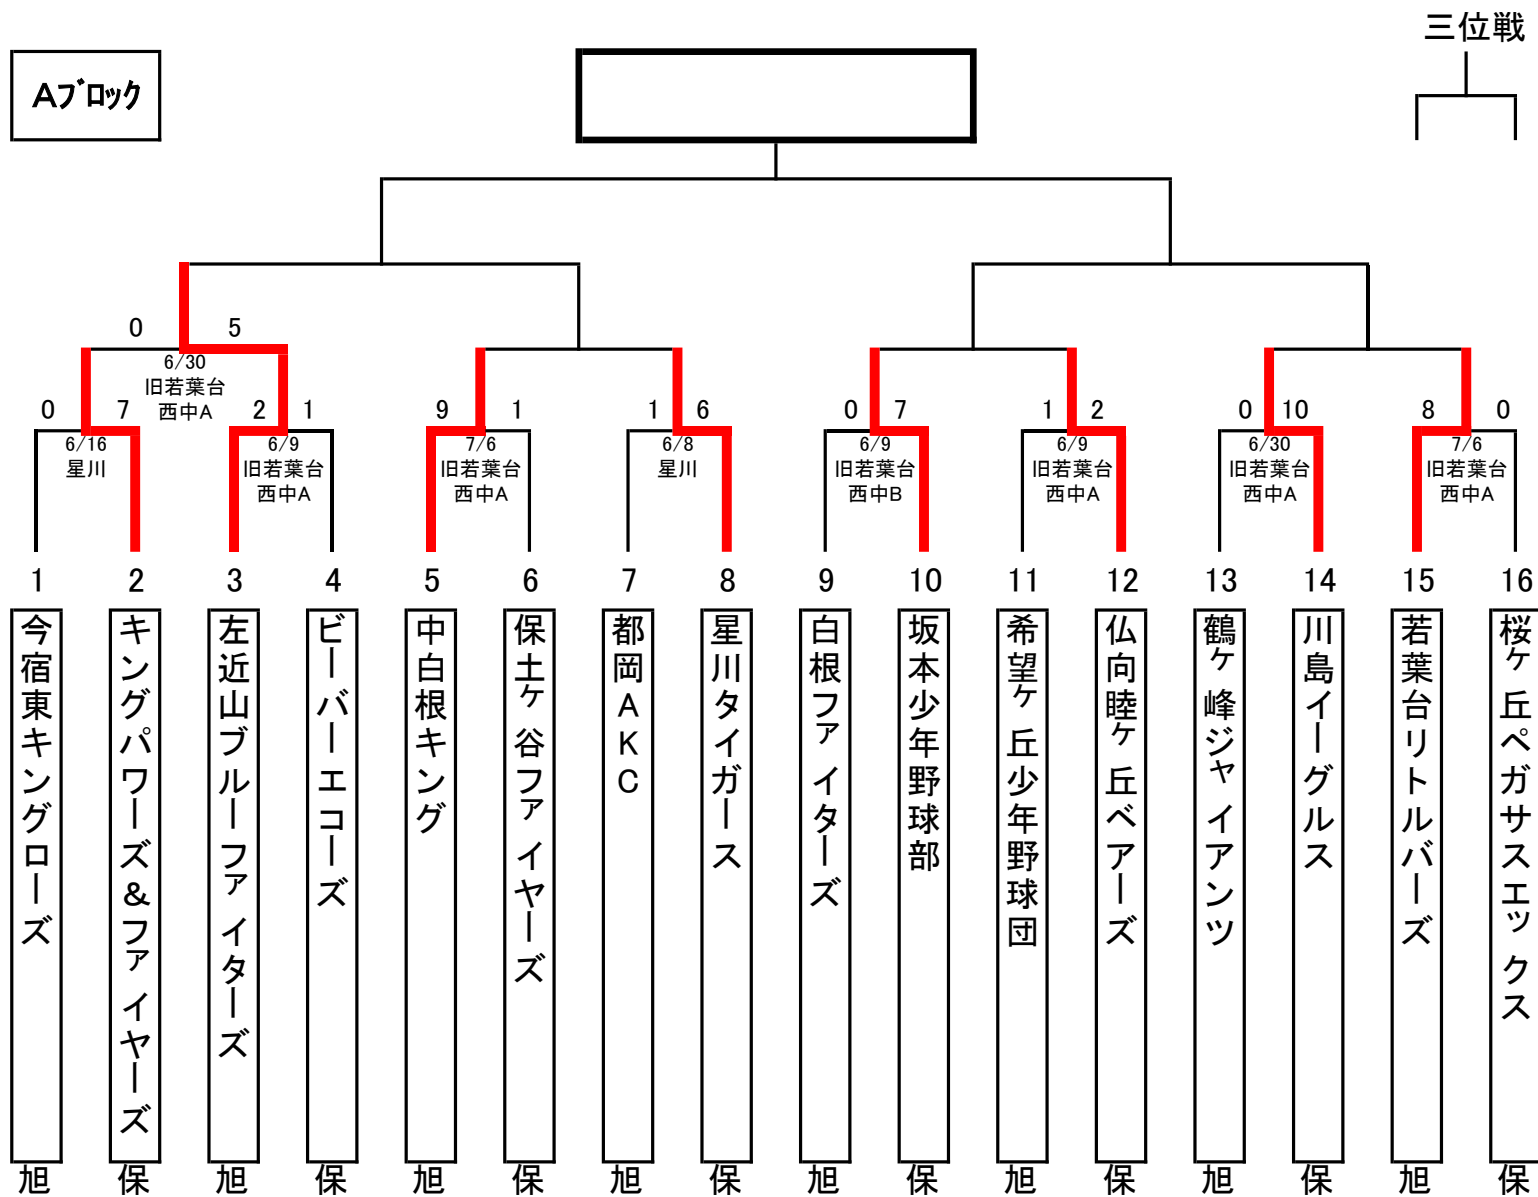 三位戦
Aブロック
0 5
6/30
旧若葉台
西中A
0 7 2 1 9 1 1 6 0 7 1 2 0 10 8 0
6/16
星川
6/9
旧若葉台
西中A
7/6
旧若葉台
西中A
6/8
星川
6/9
旧若葉台
西中B
6/9
旧若葉台
西中A
6/30
旧若葉台
西中A
7/6
旧若葉台
西中A
1 2 3 4 5 6 7 8 9 10 11 12 13 14 15 16
今宿東キングローズ
キングパワーズ&ファイヤーズ
左近山ブルーファイターズ
ビーバーエコーズ
中白根キング
保土ケ谷ファイヤーズ
都岡AKC
星川タイガース
白根ファイターズ
坂本少年野球部
希望ケ丘少年野球団
仏向睦ケ丘ベアーズ
鶴ケ峰ジャイアンツ
川島イーグルス
若葉台リトルバーズ
桜ケ丘ペガサスエックス
旭 保 旭 保 旭 保 旭 保 旭 保 旭 保 旭 保 旭 保